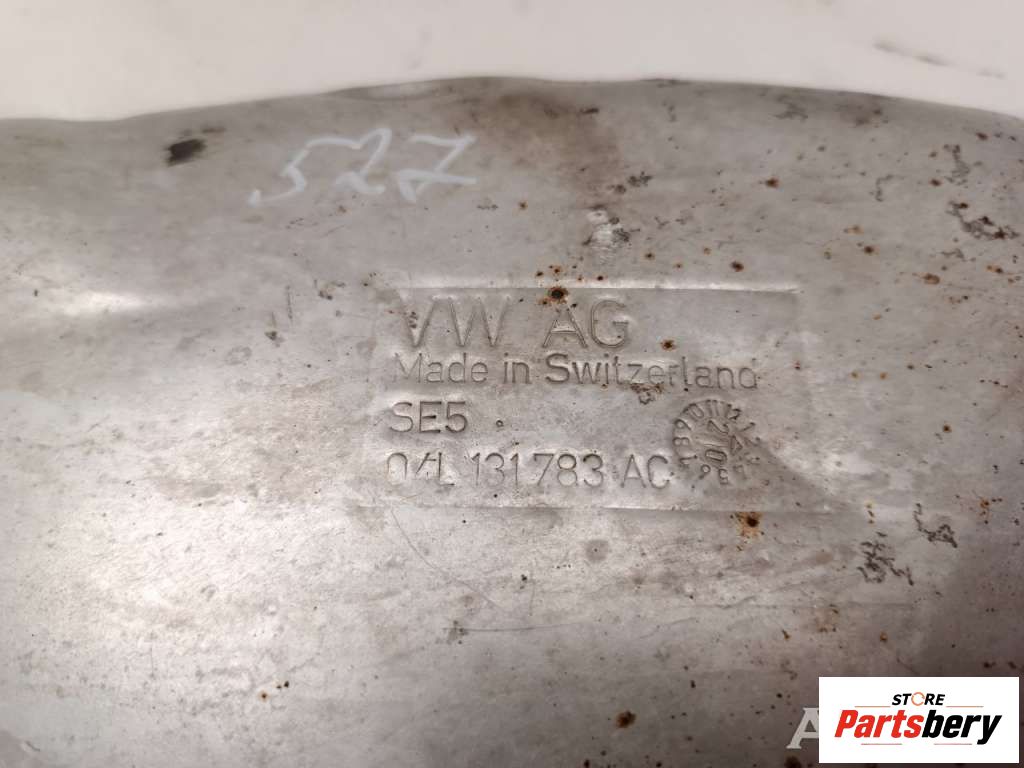 527
VW AG
Made in Switzerland
SE5
04L 131 783 AC
STORE
Partsbery